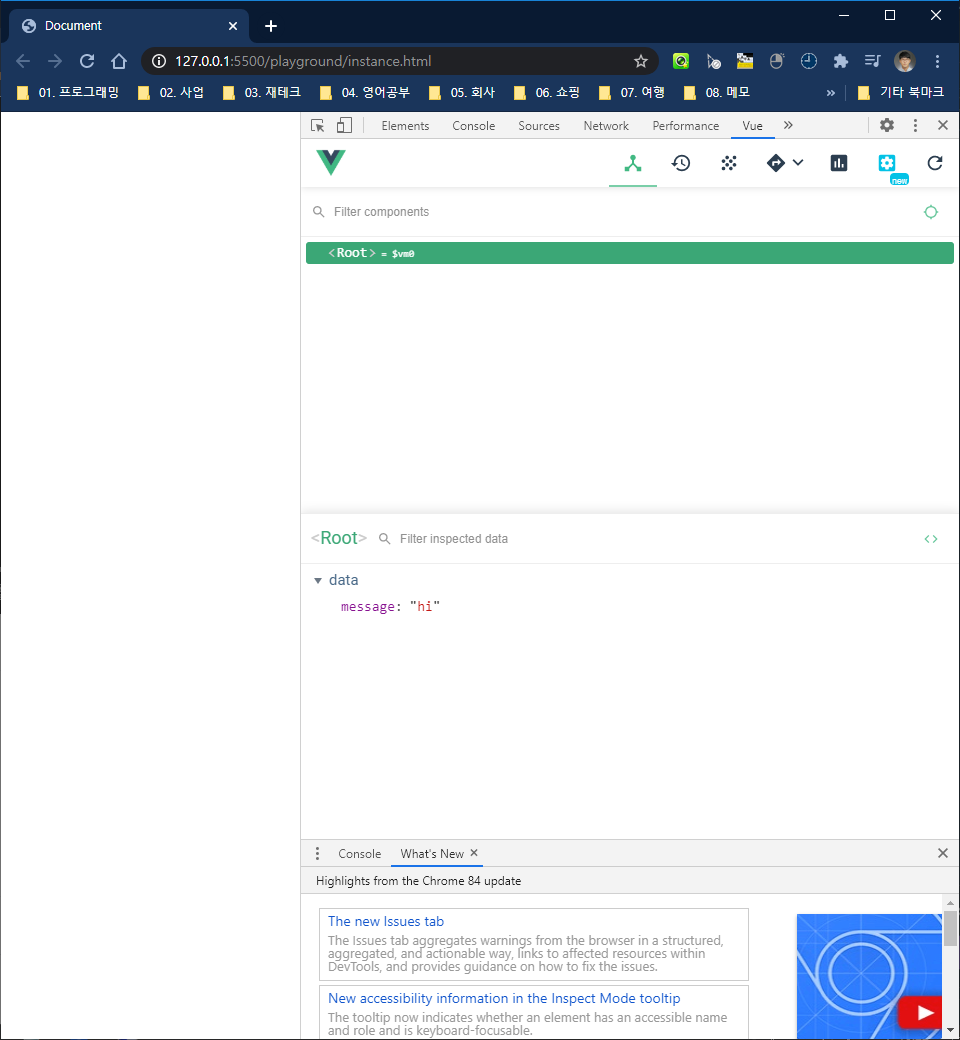 Document
127.0.0.1:5500/playground/instance.html
01. 프로그래밍 02. 사업 03. 재테크 04. 영어공부 05. 회사 06. 쇼핑 07. 여행 08. 메모 » 기타 북마크
Elements Console Sources Network Performance Vue »
new
Filter components
<Root> = $vm0
<Root> Filter inspected data
data
message: "hi"
Console What's New
Highlights from the Chrome 84 update
The new Issues tab
The Issues tab aggregates warnings from the browser in a structured,
aggregated, and actionable way, links to affected resources within
DevTools, and provides guidance on how to fix the issues.
New accessibility information in the Inspect Mode tooltip
The tooltip now indicates whether an element has an accessible name
and role and is keyboard-focusable.